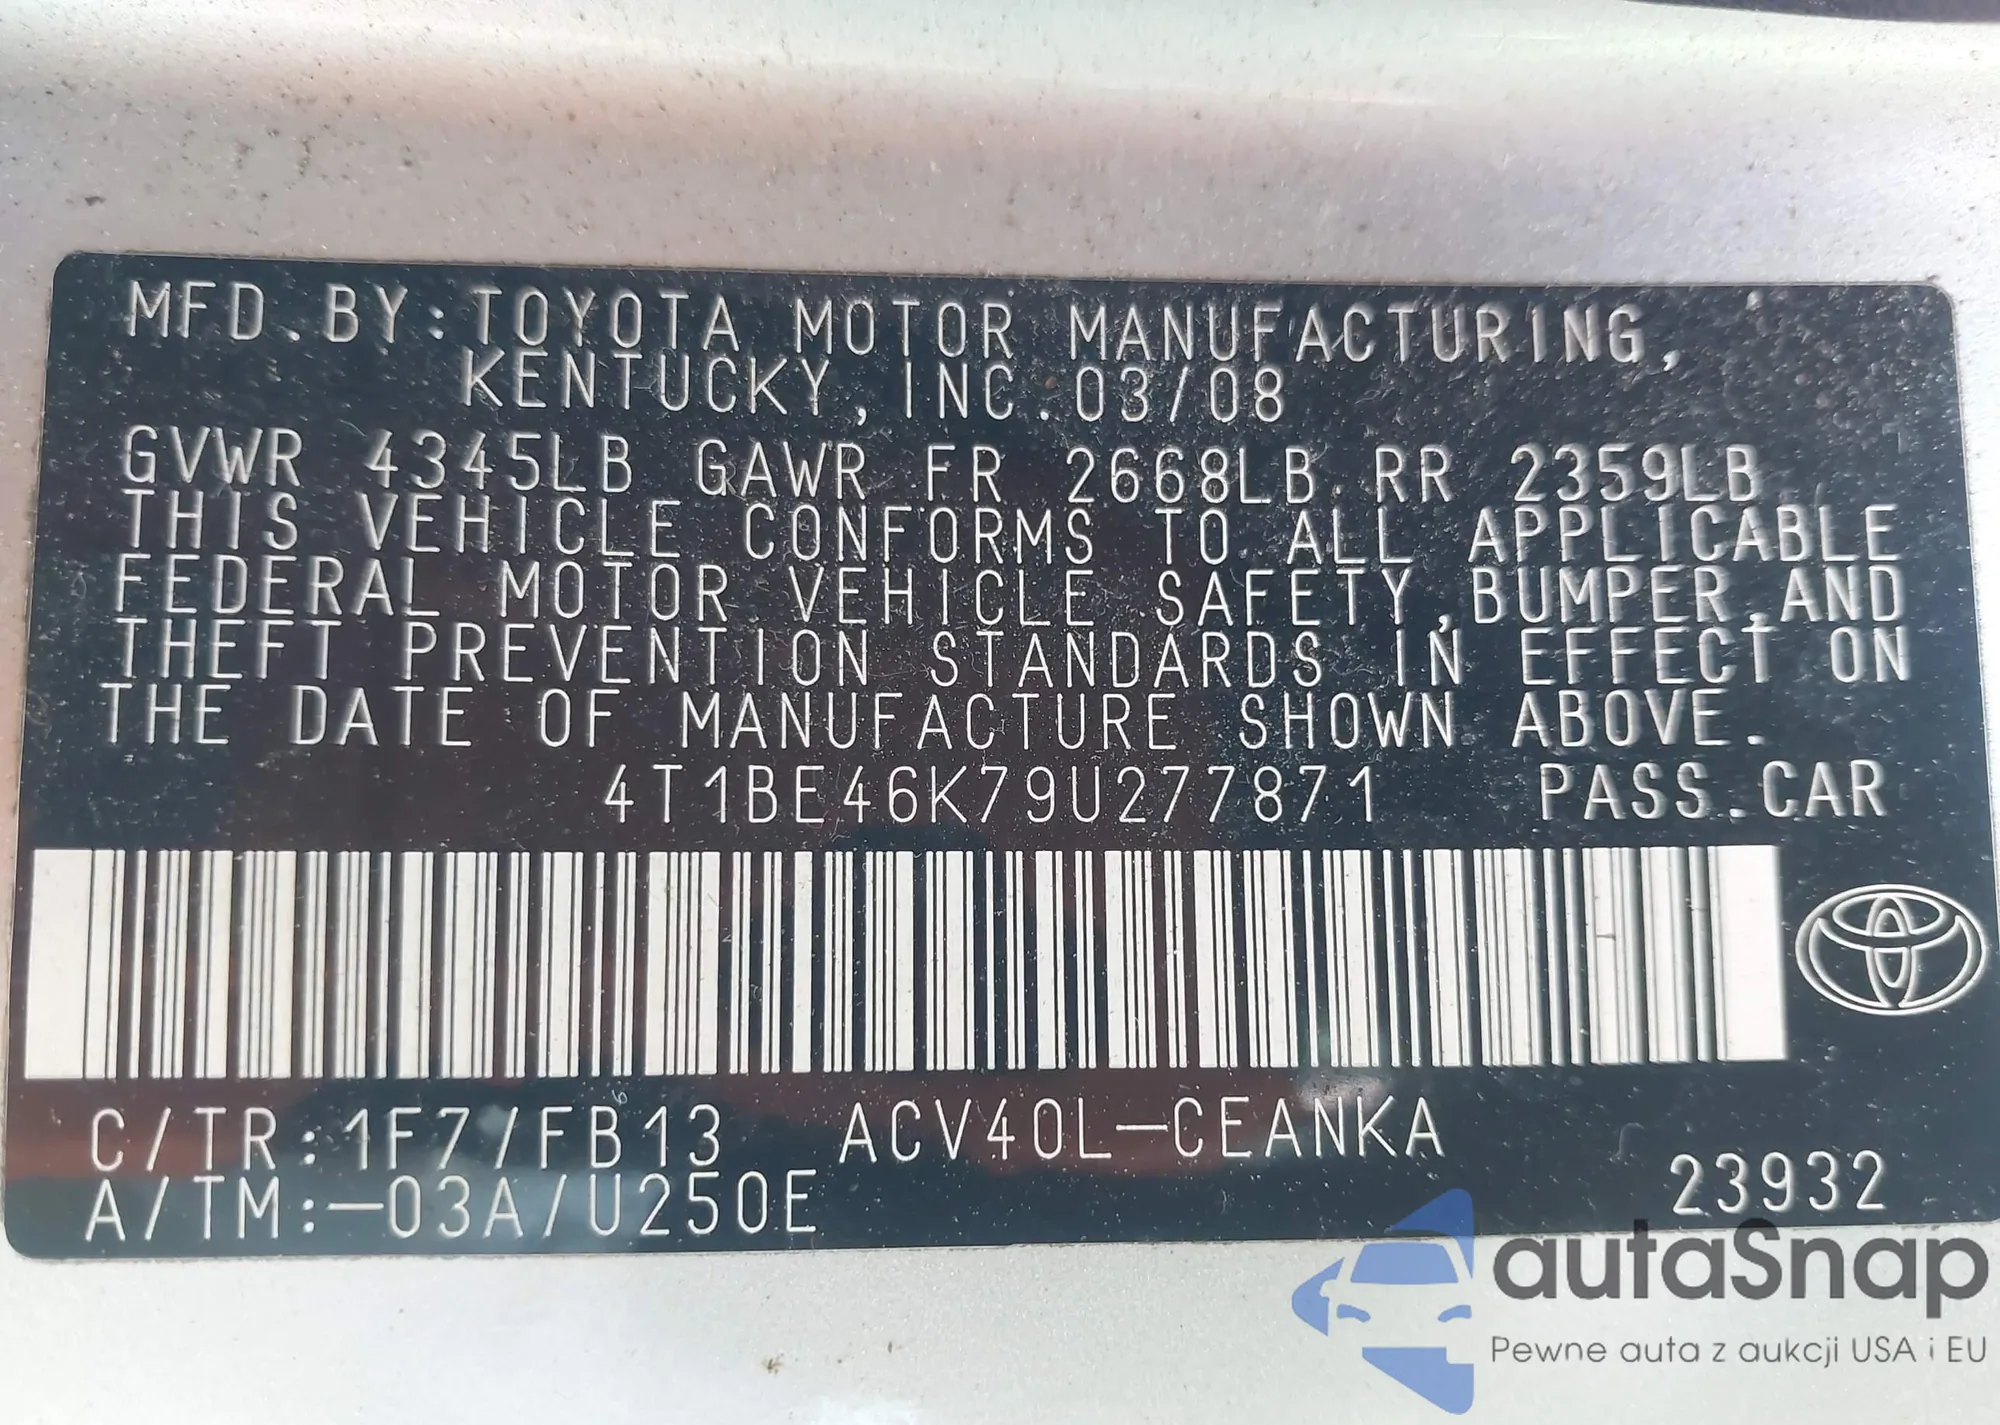 MFD.BY:TOYOTA MOTOR MANUFACTURING,
KENTUCKY,INC.03/08
GVWR 4345LB GAWR FR 2668LB RR 2359LB
THIS VEHICLE CONFORMS TO ALL APPLICABLE
FEDERAL MOTOR VEHICLE SAFETY,BUMPER,AND
THEFT PREVENTION STANDARDS IN EFFECT ON
THE DATE OF MANUFACTURE SHOWN ABOVE.
4T1BE46K79U277871 PASS.CAR
C/TR:1F7/FB13 ACV40L-CEANKA
A/TM:-03A/U250E 23932
autaSnap
Pewne auta z aukcji USA i EU